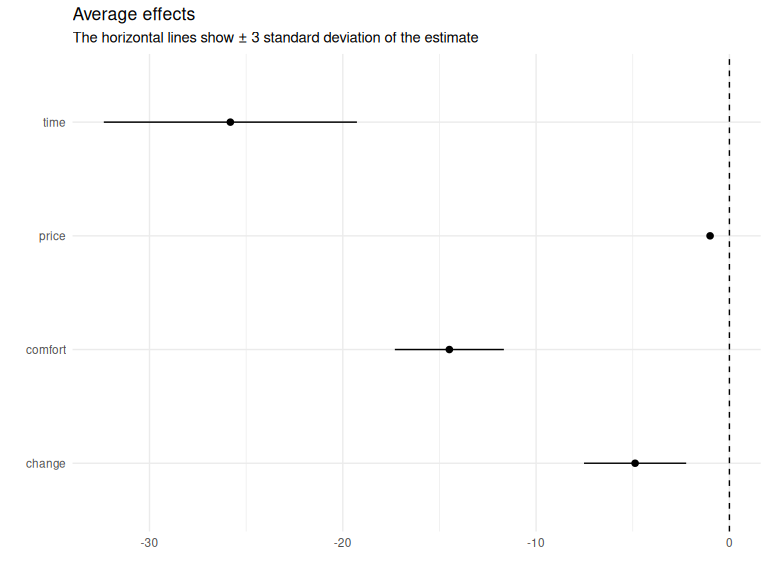 Average effects
The horizontal lines show ± 3 standard deviation of the estimate
time
price
comfort
change
-30
-20
-10
0